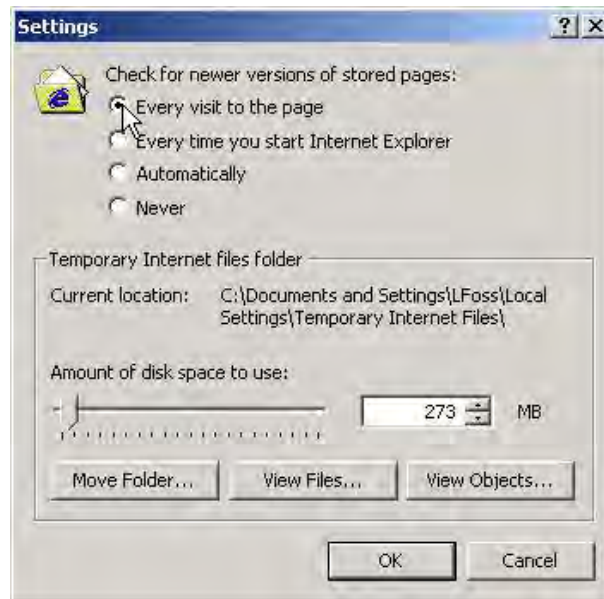 Settings
Check for newer versions of stored pages:
Every visit to the page
Every time you start Internet Explorer
Automatically
Never
Temporary Internet files folder
Current location: C:\Documents and Settings\LFoss\Local
Settings\Temporary Internet Files\
Amount of disk space to use:
273 MB
Move Folder... View Files... View Objects...
OK Cancel